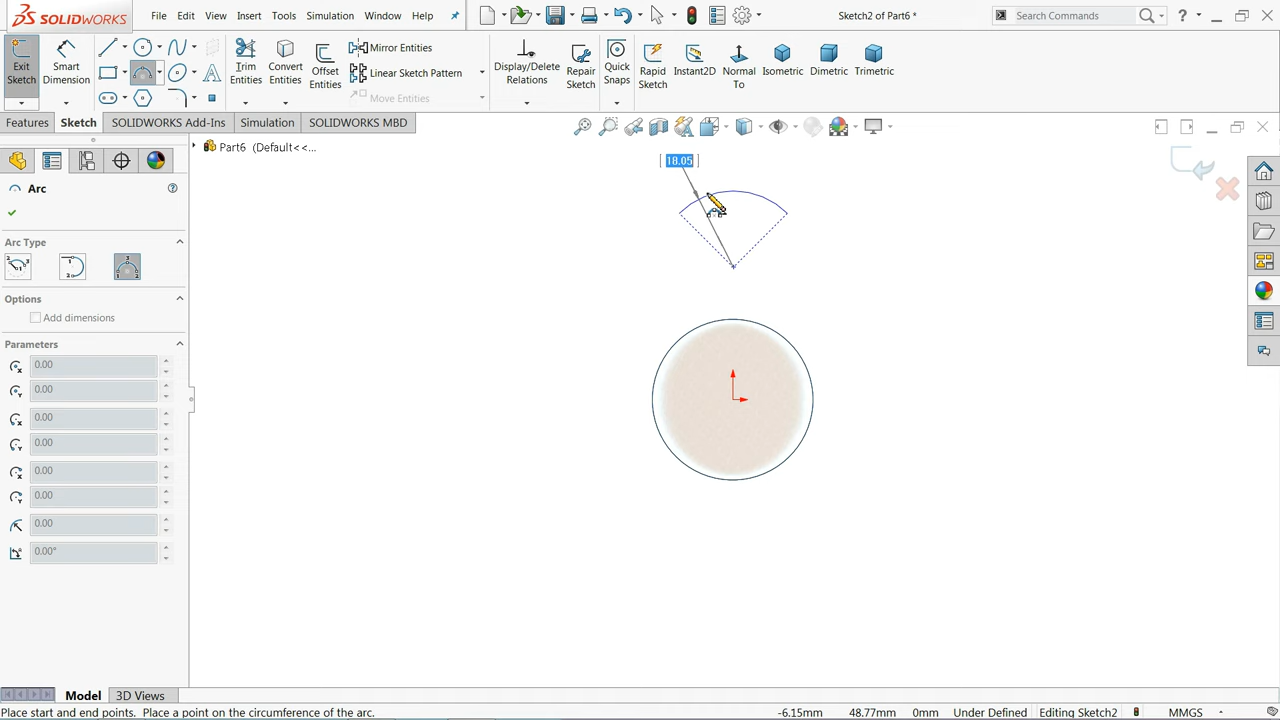 SOLIDWORKS
File Edit View Insert Tools Simulation Window Help
Sketch2 of Part6 *
Search Commands
?
Exit Sketch
Smart Dimension
Trim Entities
Convert Entities
Offset Entities
Mirror Entities
Linear Sketch Pattern
Move Entities
Display/Delete Relations
Repair Sketch
Quick Snaps
Rapid Sketch
Instant2D
Normal To
Isometric
Dimetric
Trimetric
Features Sketch SOLIDWORKS Add-Ins Simulation SOLIDWORKS MBD
Part6 (Default<<...
18.05
Arc
Arc Type
Options
Add dimensions
Parameters
0.00
0.00
0.00
0.00
0.00
0.00
0.00
0.00°
Model 3D Views
Place start and end points. Place a point on the circumference of the arc.
-6.15mm 48.77mm 0mm Under Defined Editing Sketch2 MMGS